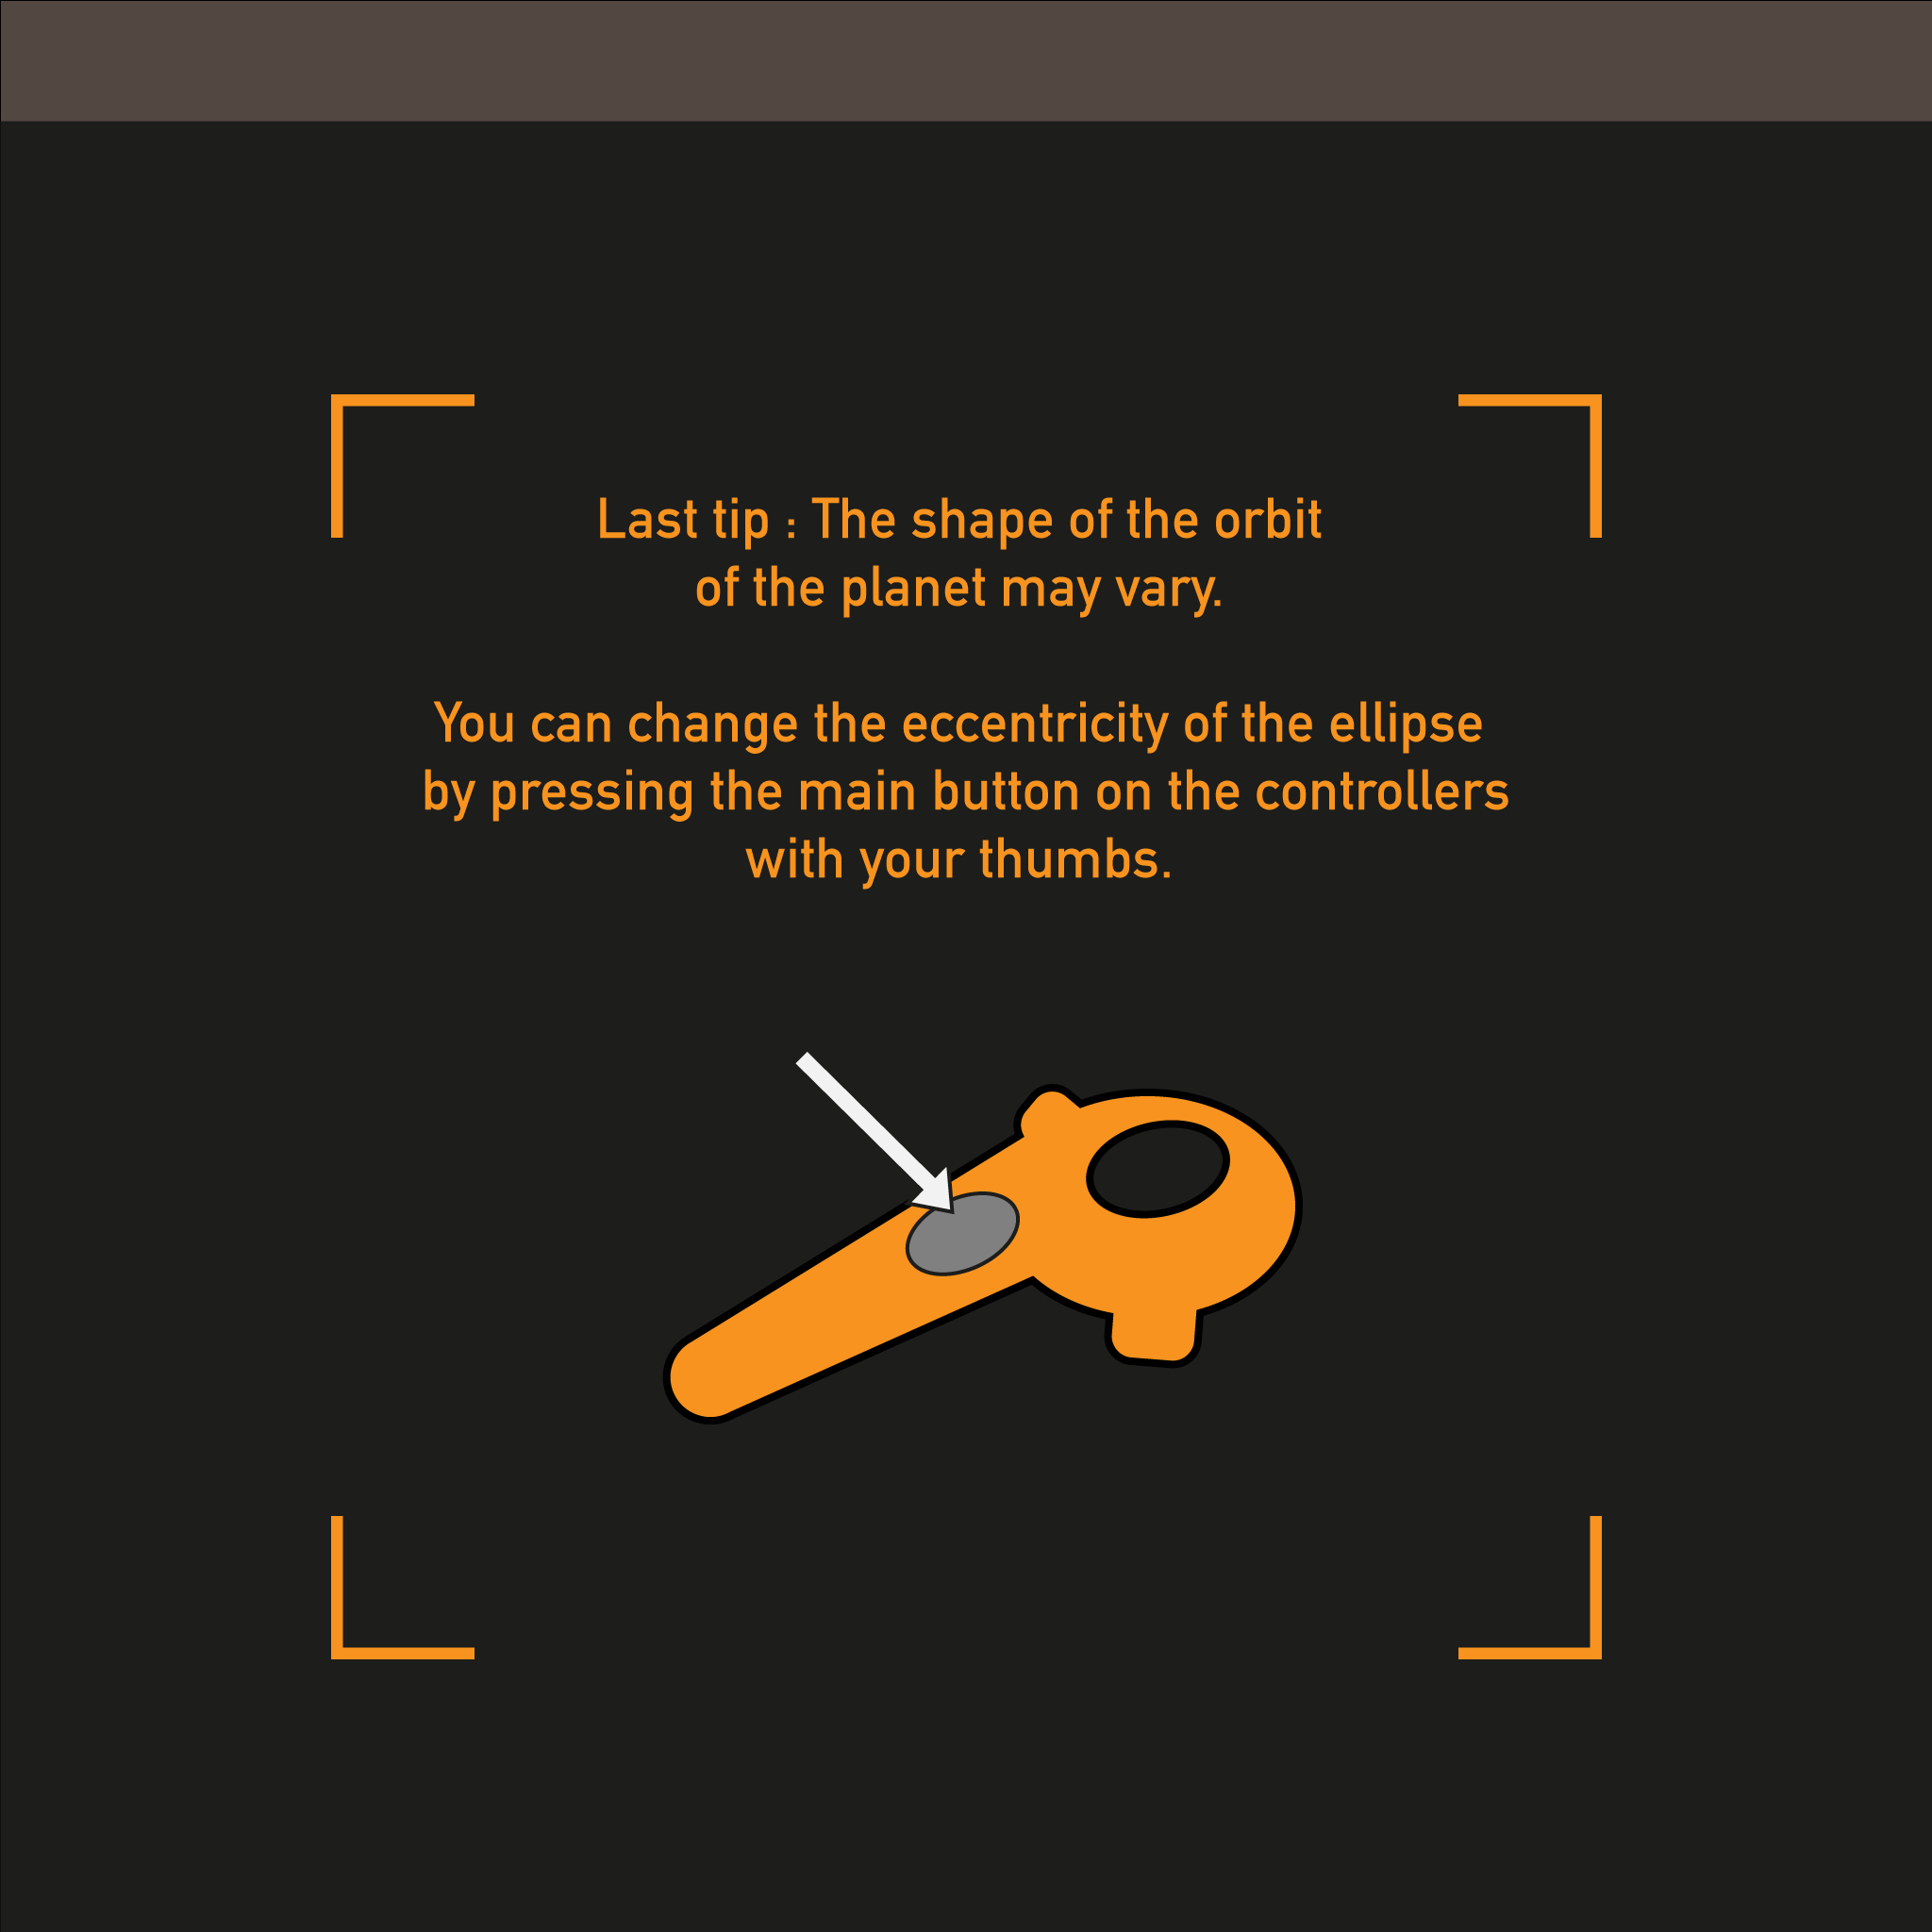 Last tip : The shape of the orbit
of the planet may vary.
You can change the eccentricity of the ellipse
by pressing the main button on the controllers
with your thumbs.